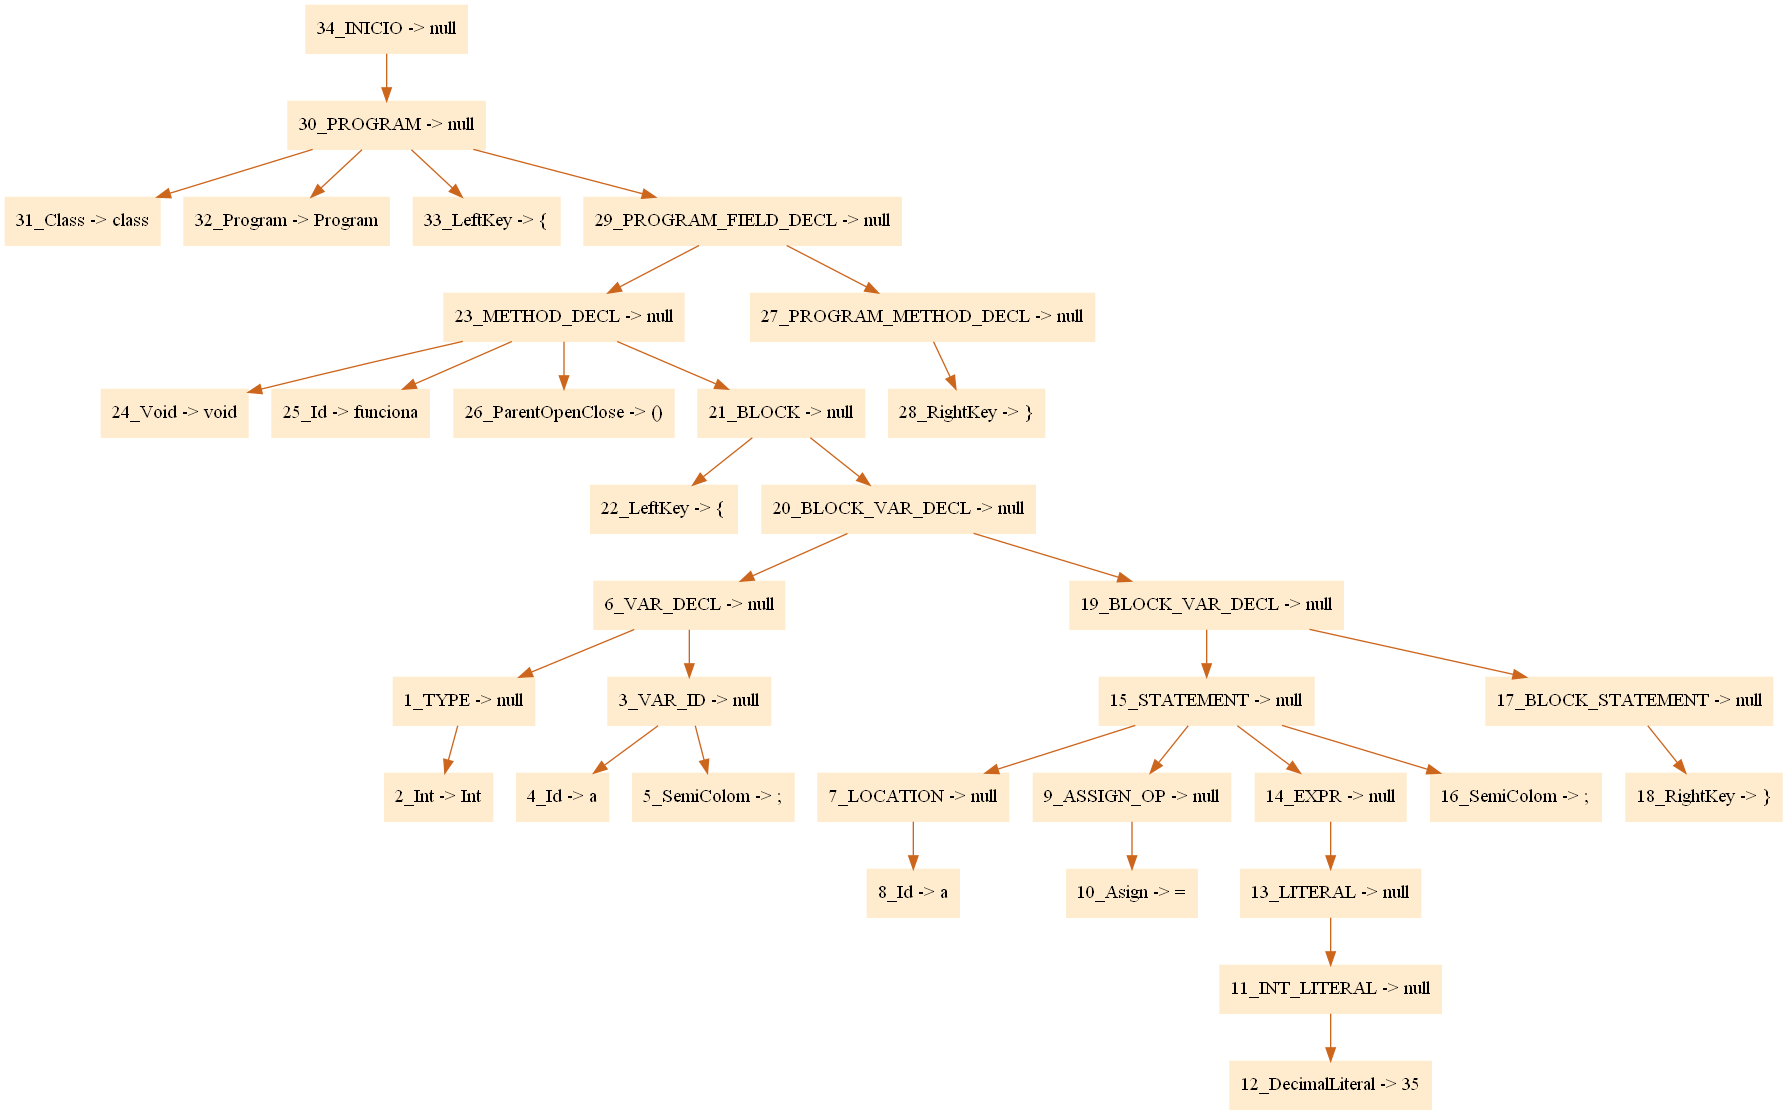 34_INICIO -> null
30_PROGRAM -> null
31_Class -> class
32_Program -> Program
33_LeftKey -> {
29_PROGRAM_FIELD_DECL -> null
23_METHOD_DECL -> null
27_PROGRAM_METHOD_DECL -> null
24_Void -> void
25_Id -> funciona
26_ParentOpenClose -> ()
21_BLOCK -> null
28_RightKey -> }
22_LeftKey -> {
20_BLOCK_VAR_DECL -> null
6_VAR_DECL -> null
19_BLOCK_VAR_DECL -> null
1_TYPE -> null
3_VAR_ID -> null
15_STATEMENT -> null
17_BLOCK_STATEMENT -> null
2_Int -> Int
4_Id -> a
5_SemiColom -> ;
7_LOCATION -> null
9_ASSIGN_OP -> null
14_EXPR -> null
16_SemiColom -> ;
18_RightKey -> }
8_Id -> a
10_Asign -> =
13_LITERAL -> null
11_INT_LITERAL -> null
12_DecimalLiteral -> 35